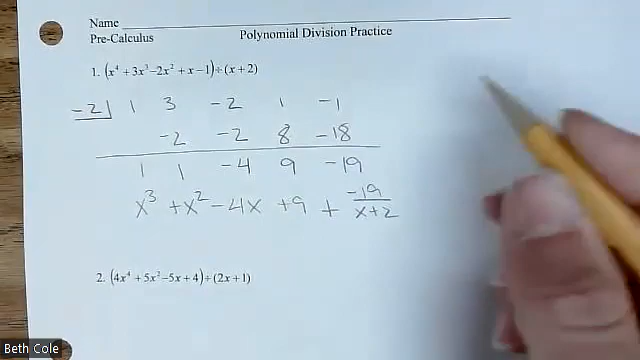 Name
Pre-Calculus Polynomial Division Practice
1. (x⁴ + 3x³ −2x² + x −1) ÷ (x + 2)
-2| 1 3 -2 1 -1
-2 -2 8 -18
1 1 -4 9 -19
x³ + x² - 4x + 9 + -19/(x+2)
2. (4x⁴ + 5x² −5x + 4) ÷ (2x + 1)
Beth Cole